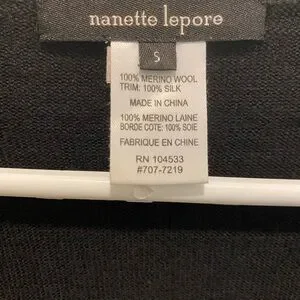 nanette lepore
S
100% MERINO WOOL
TRIM: 100% SILK
MADE IN CHINA
100% MERINO LAINE
BORDE COTE: 100% SOIE
FABRIQUE EN CHINE
RN 104533
#707-7219